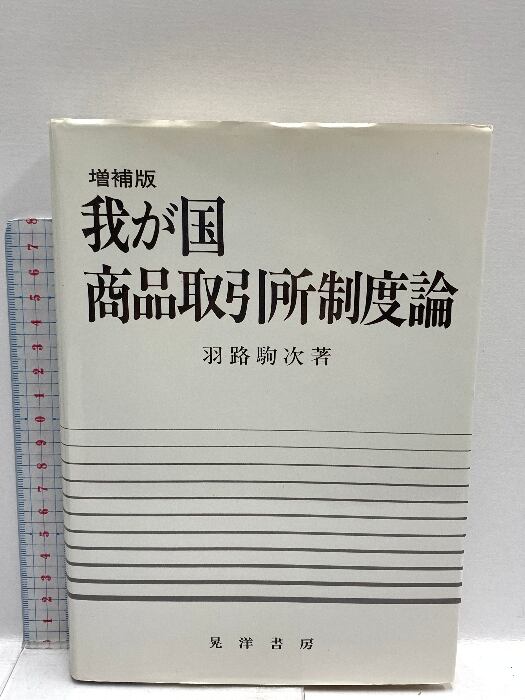 増補版
我が国
商品取引所制度論
羽路駒次著
晃洋書房